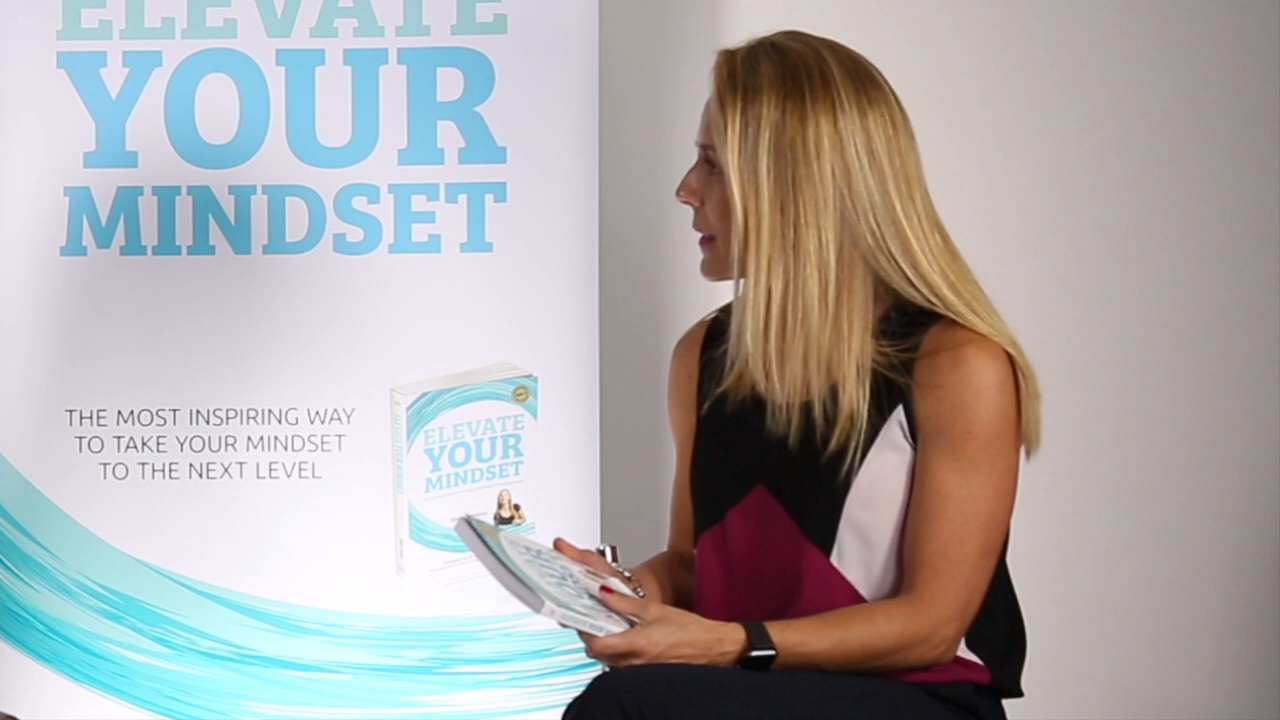 ELEVATE
YOUR
MINDSET
THE MOST INSPIRING WAY
TO TAKE YOUR MINDSET
TO THE NEXT LEVEL
ELEVATE
YOUR
MINDSET